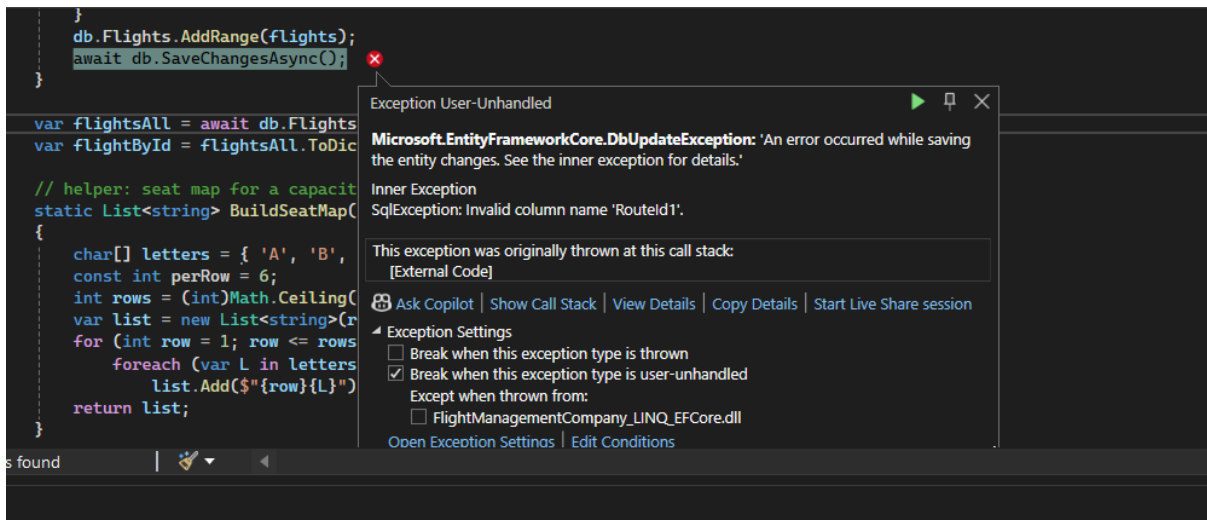 }
db.Flights.AddRange(flights);
await db.SaveChangesAsync();
}
var flightsAll = await db.Flights
var flightById = flightsAll.ToDic
// helper: seat map for a capacit
static List<string> BuildSeatMap(
{
char[] letters = { 'A', 'B',
const int perRow = 6;
int rows = (int)Math.Ceiling(
var list = new List<string>(r
for (int row = 1; row <= rows
foreach (var L in letters
list.Add($"{row}{L}")
return list;
}
Exception User-Unhandled
Microsoft.EntityFrameworkCore.DbUpdateException: 'An error occurred while saving
the entity changes. See the inner exception for details.'
Inner Exception
SqlException: Invalid column name 'RouteId1'.
This exception was originally thrown at this call stack:
[External Code]
Ask Copilot | Show Call Stack | View Details | Copy Details | Start Live Share session
Exception Settings
Break when this exception type is thrown
Break when this exception type is user-unhandled
Except when thrown from:
FlightManagementCompany_LINQ_EFCore.dll
Open Exception Settings | Edit Conditions
s found